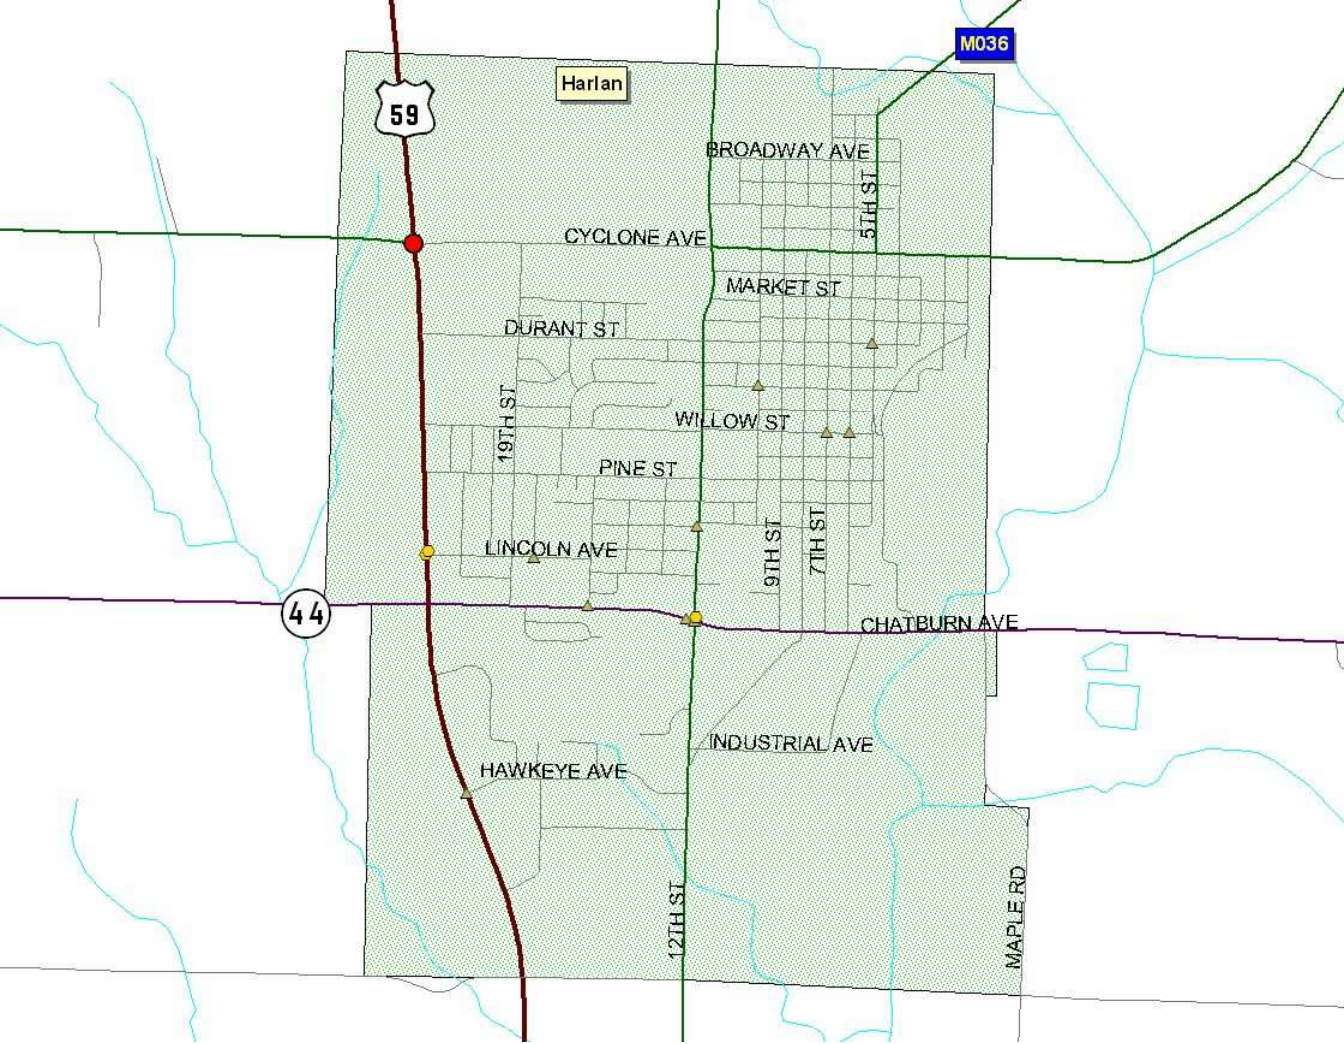 M036
Harlan
59
BROADWAY AVE
5TH ST
CYCLONE AVE
MARKET ST
DURANT ST
19TH ST
WILLOW ST
PINE ST
LINCOLN AVE
9TH ST
7TH ST
44
CHATBURN AVE
INDUSTRIAL AVE
HAWKEYE AVE
12TH ST
MAPLE RD